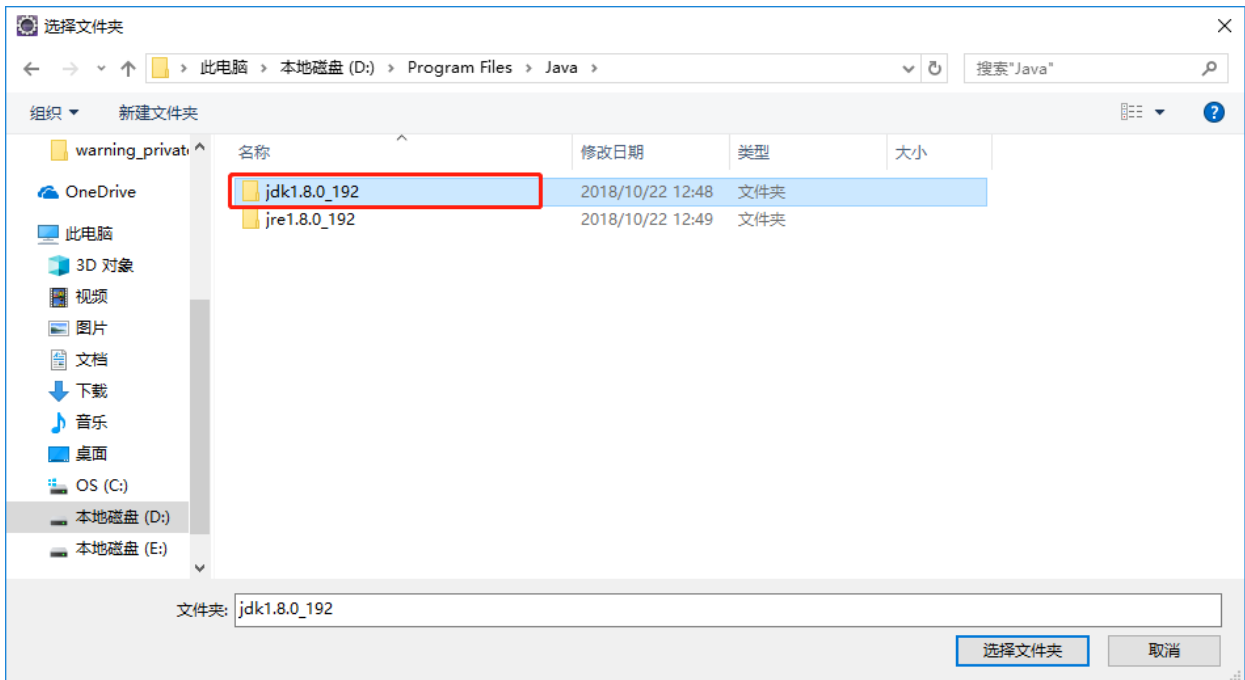 选择文件夹
此电脑 › 本地磁盘 (D:) › Program Files › Java ›
搜索"Java"
组织
新建文件夹
warning_privat
名称
修改日期
类型
大小
OneDrive
jdk1.8.0_192
2018/10/22 12:48
文件夹
jre1.8.0_192
2018/10/22 12:49
文件夹
此电脑
3D 对象
视频
图片
文档
下载
音乐
桌面
OS (C:)
本地磁盘 (D:)
本地磁盘 (E:)
文件夹: jdk1.8.0_192
选择文件夹
取消